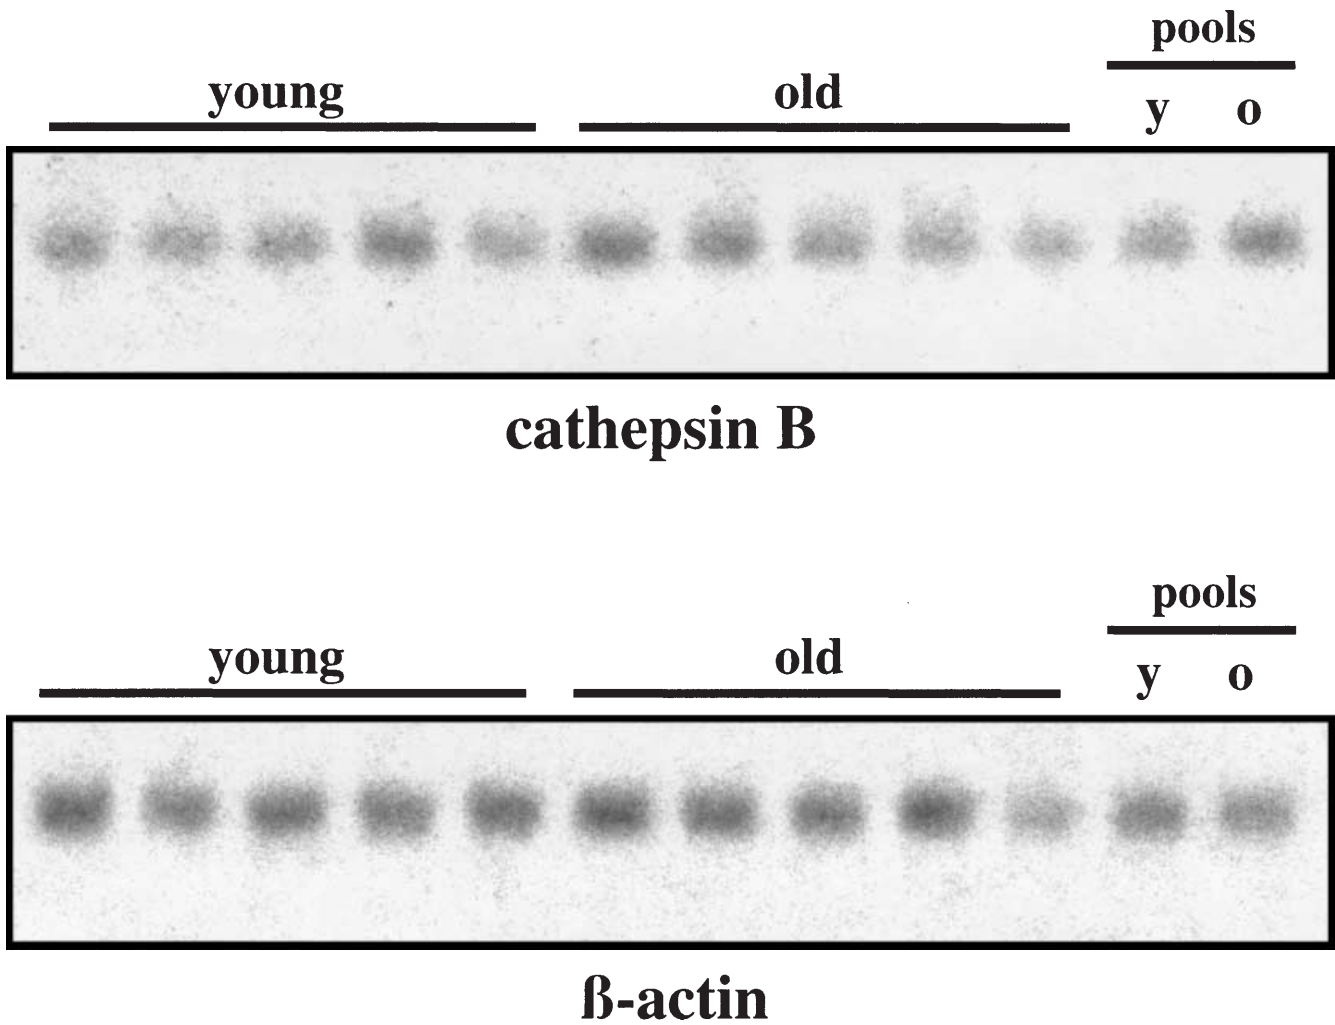 pools
young old
y o
cathepsin B
pools
young old
y o
ß-actin